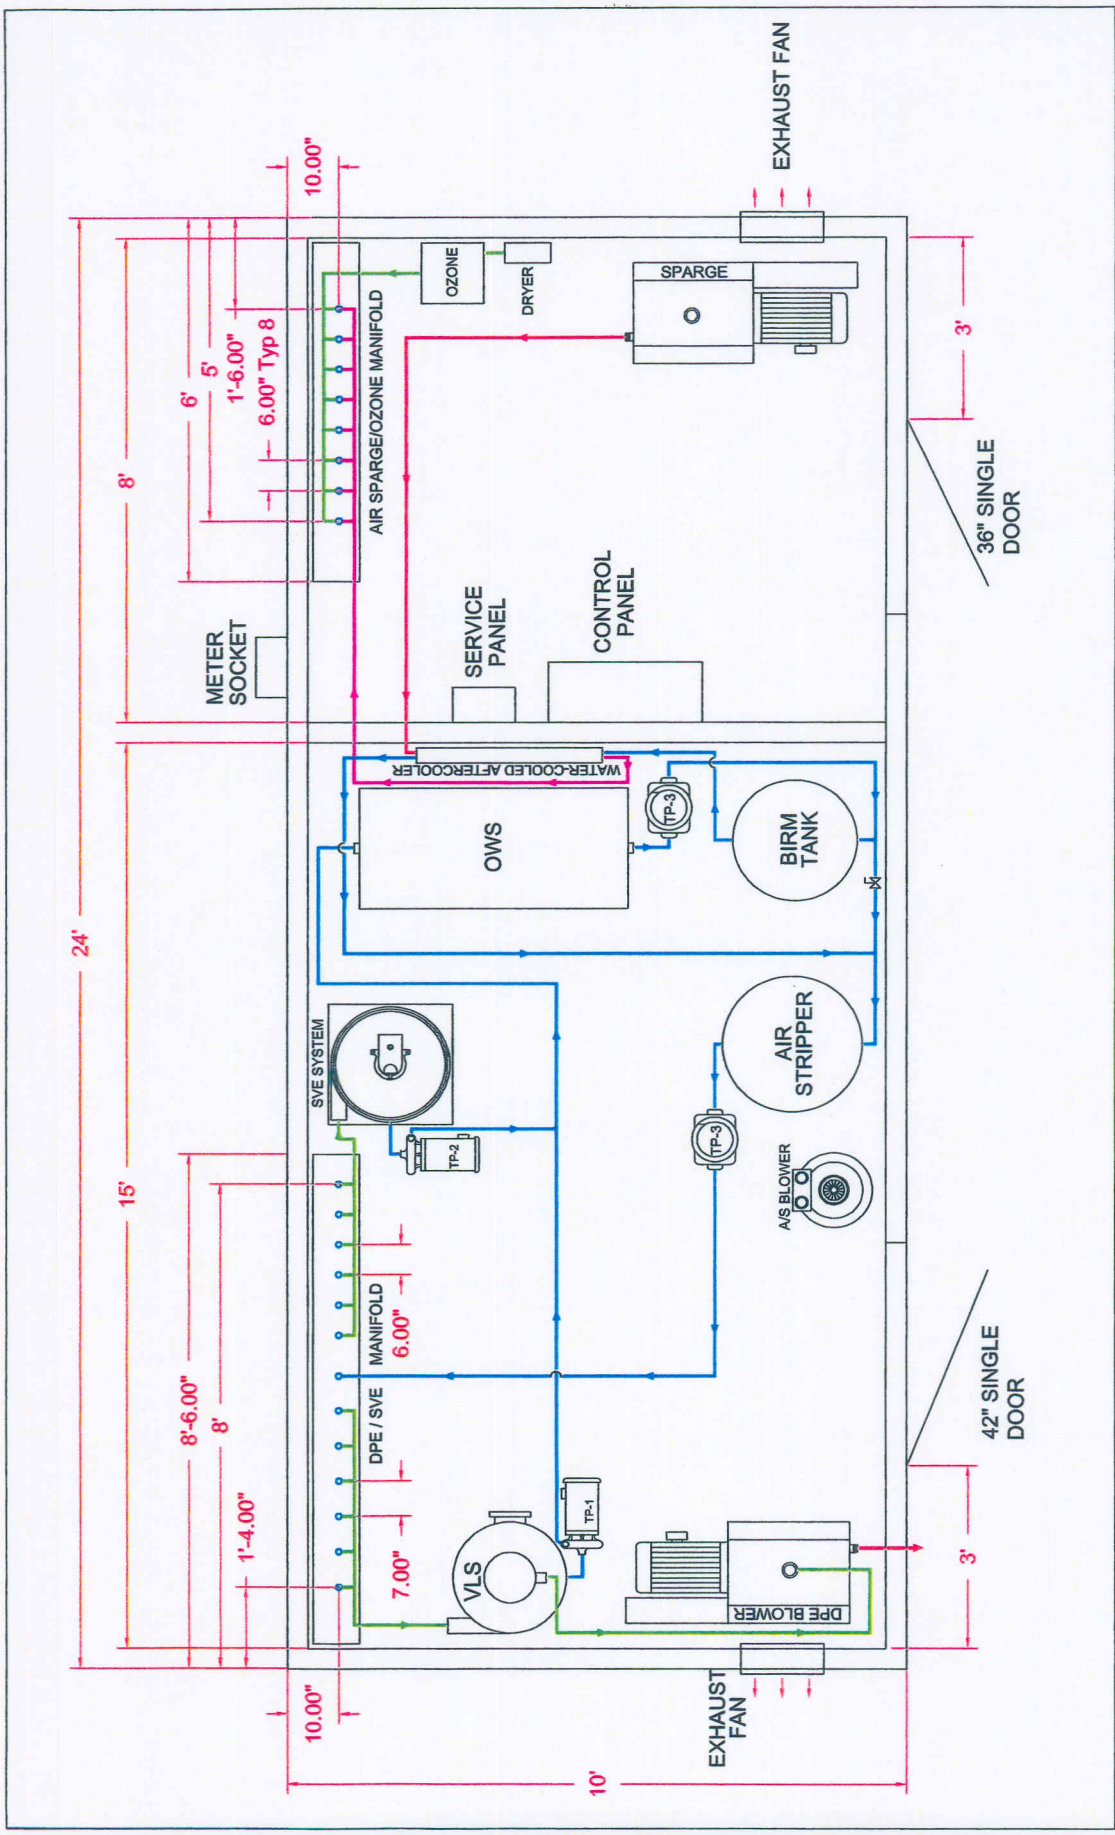 24'
15'
8'
8'-6.00"
8'
1'-4.00"
10.00"
6'
5'
1'-6.00"
6.00" Typ 8
10.00"
METER
SOCKET
DPE / SVE MANIFOLD
7.00"
6.00"
SVE SYSTEM
TP-2
VLS
TP-1
DPE BLOWER
A/S BLOWER
TP-3
AIR
STRIPPER
OWS
WATER-COOLED AFTERCOOLER
TP-3
BIRM
TANK
SERVICE
PANEL
CONTROL
PANEL
AIR SPARGE/OZONE MANIFOLD
OZONE
DRYER
SPARGE
EXHAUST
FAN
EXHAUST FAN
10'
3'
42" SINGLE
DOOR
36" SINGLE
DOOR
3'